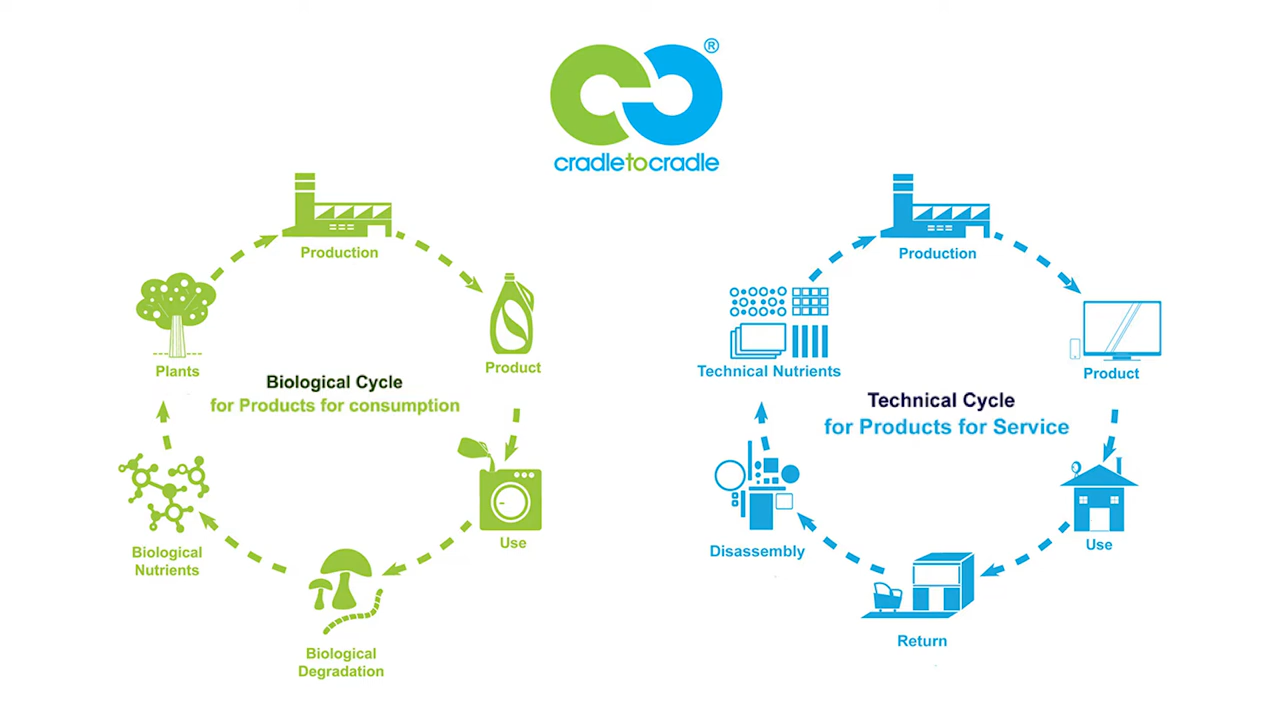 ®
cradletocradle
Production
Product
Use
Biological
Degradation
Biological
Nutrients
Plants
Biological Cycle
for Products for consumption
Production
Product
Use
Return
Disassembly
Technical Nutrients
Technical Cycle
for Products for Service